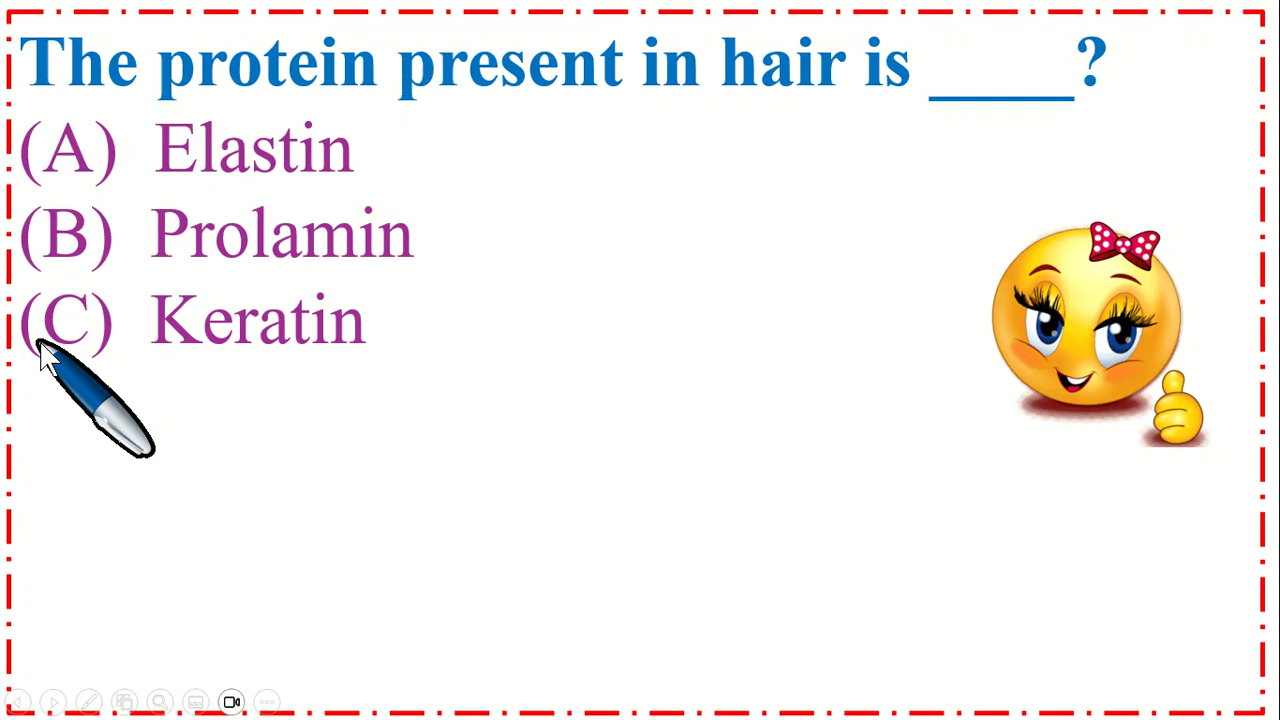 The protein present in hair is ____?
(A) Elastin
(B) Prolamin
(C) Keratin